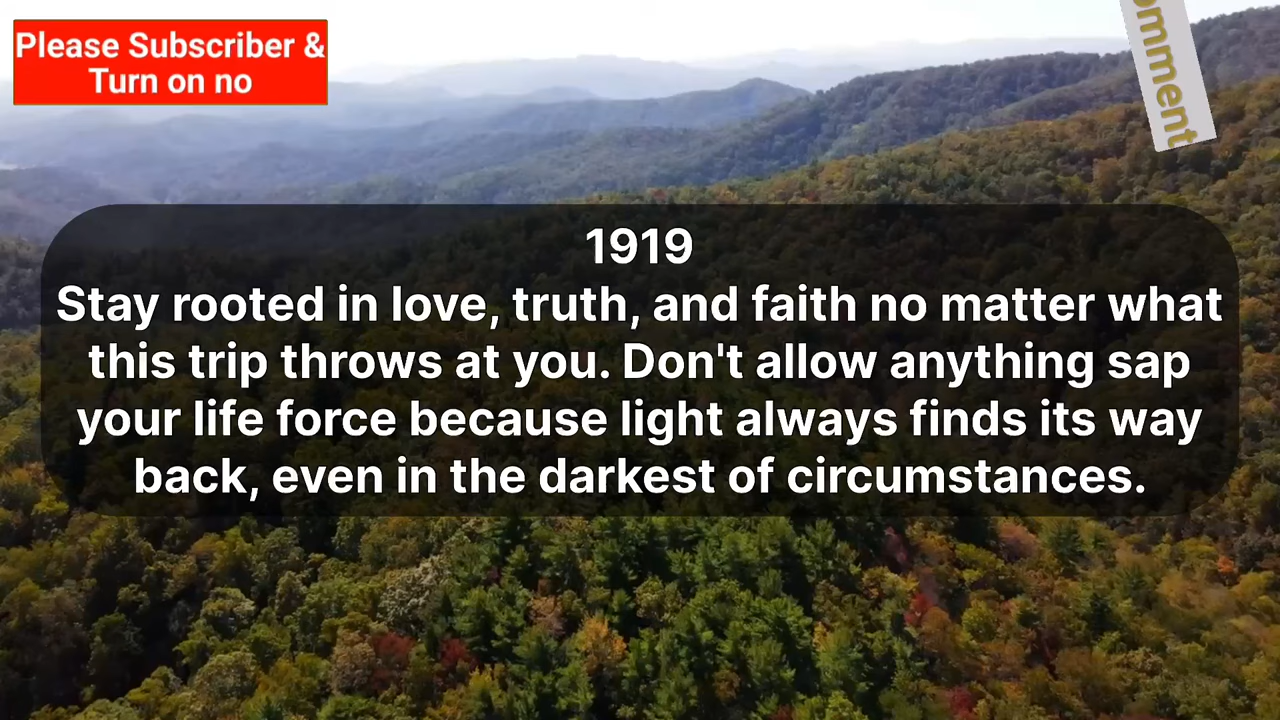 Please Subscriber &
Turn on no
1919
Stay rooted in love, truth, and faith no matter what
this trip throws at you. Don't allow anything sap
your life force because light always finds its way
back, even in the darkest of circumstances.